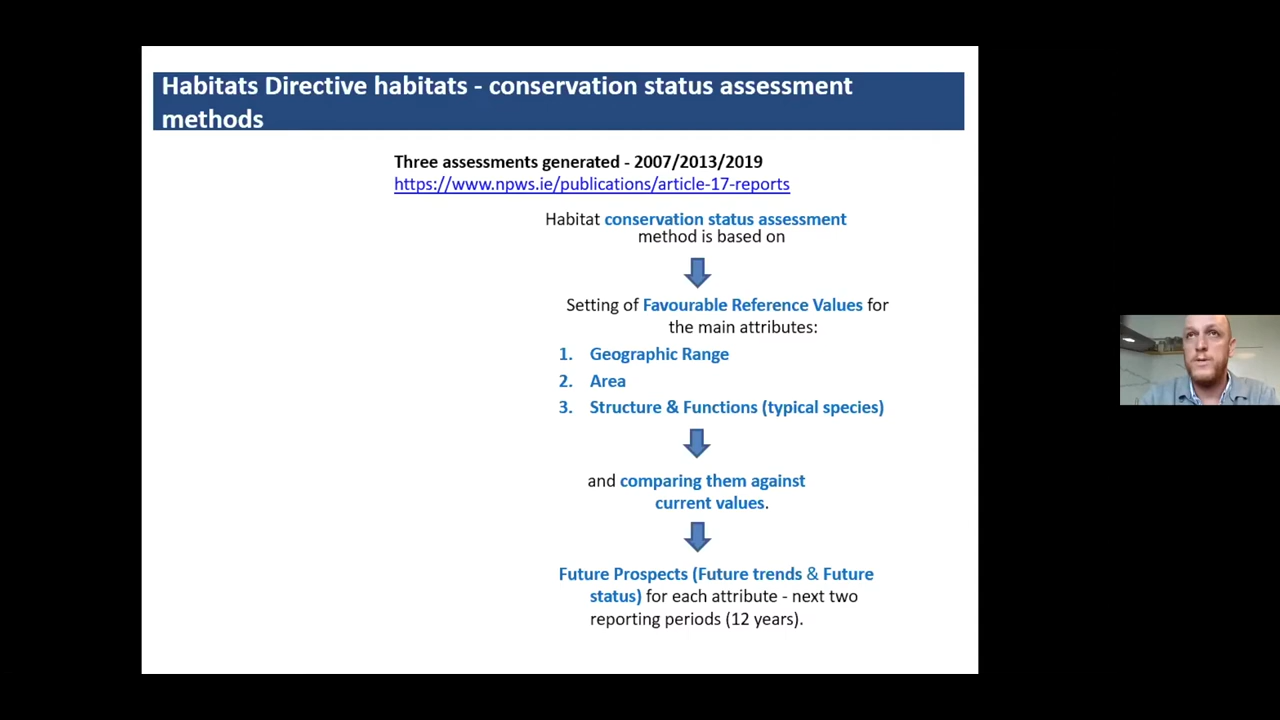 Habitats Directive habitats - conservation status assessment
methods
Three assessments generated - 2007/2013/2019
https://www.npws.ie/publications/article-17-reports
Habitat conservation status assessment
method is based on
Setting of Favourable Reference Values for
the main attributes:
1. Geographic Range
2. Area
3. Structure & Functions (typical species)
and comparing them against
current values.
Future Prospects (Future trends & Future
status) for each attribute - next two
reporting periods (12 years).